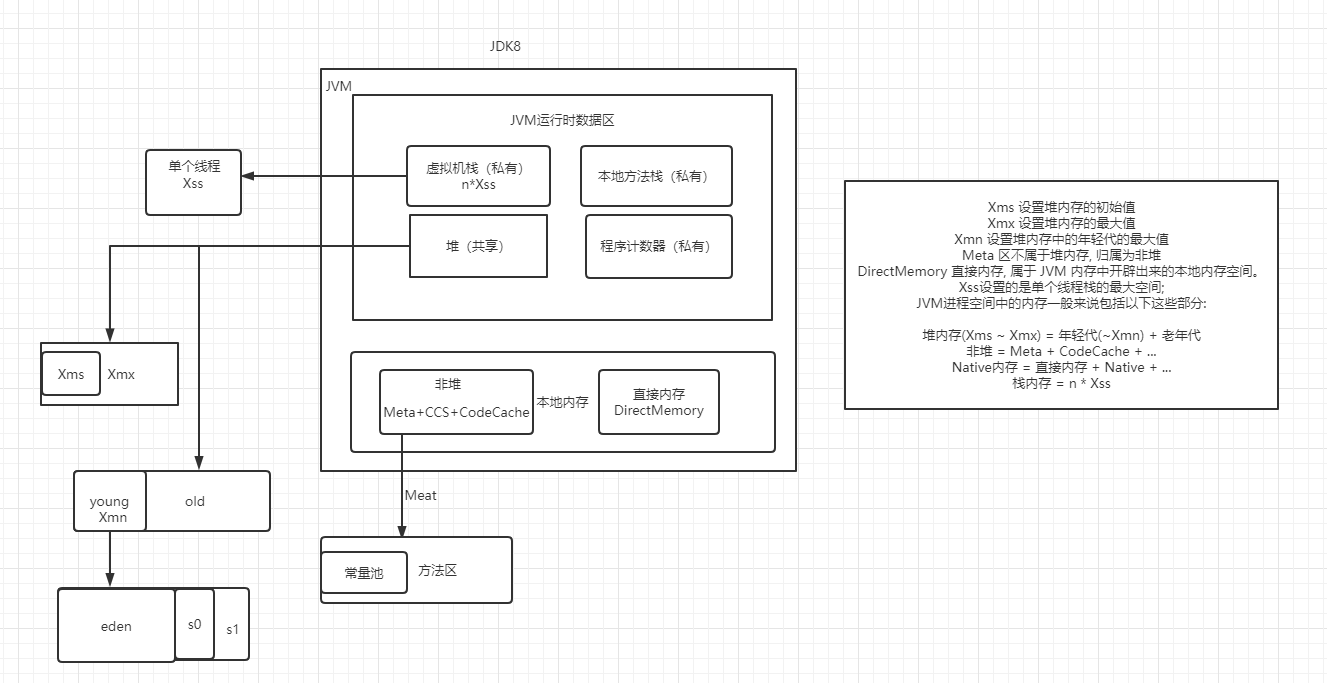 JDK8
JVM
JVM运行时数据区
虚拟机栈（私有）
n*Xss
本地方法栈（私有）
单个线程
Xss
堆（共享）
程序计数器（私有）
Xms
Xmx
非堆
Meta+CCS+CodeCache
本地内存
直接内存
DirectMemory
young
Xmn
old
Meat
常量池
方法区
eden
s0
s1
Xms 设置堆内存的初始值
Xmx 设置堆内存的最大值
Xmn 设置堆内存中的年轻代的最大值
Meta 区不属于堆内存, 归属为非堆
DirectMemory 直接内存, 属于 JVM 内存中开辟出来的本地内存空间。
Xss设置的是单个线程栈的最大空间;
JVM进程空间中的内存一般来说包括以下这些部分:
堆内存(Xms ~ Xmx) = 年轻代(~Xmn) + 老年代
非堆 = Meta + CodeCache + ...
Native内存 = 直接内存 + Native + ...
栈内存 = n * Xss